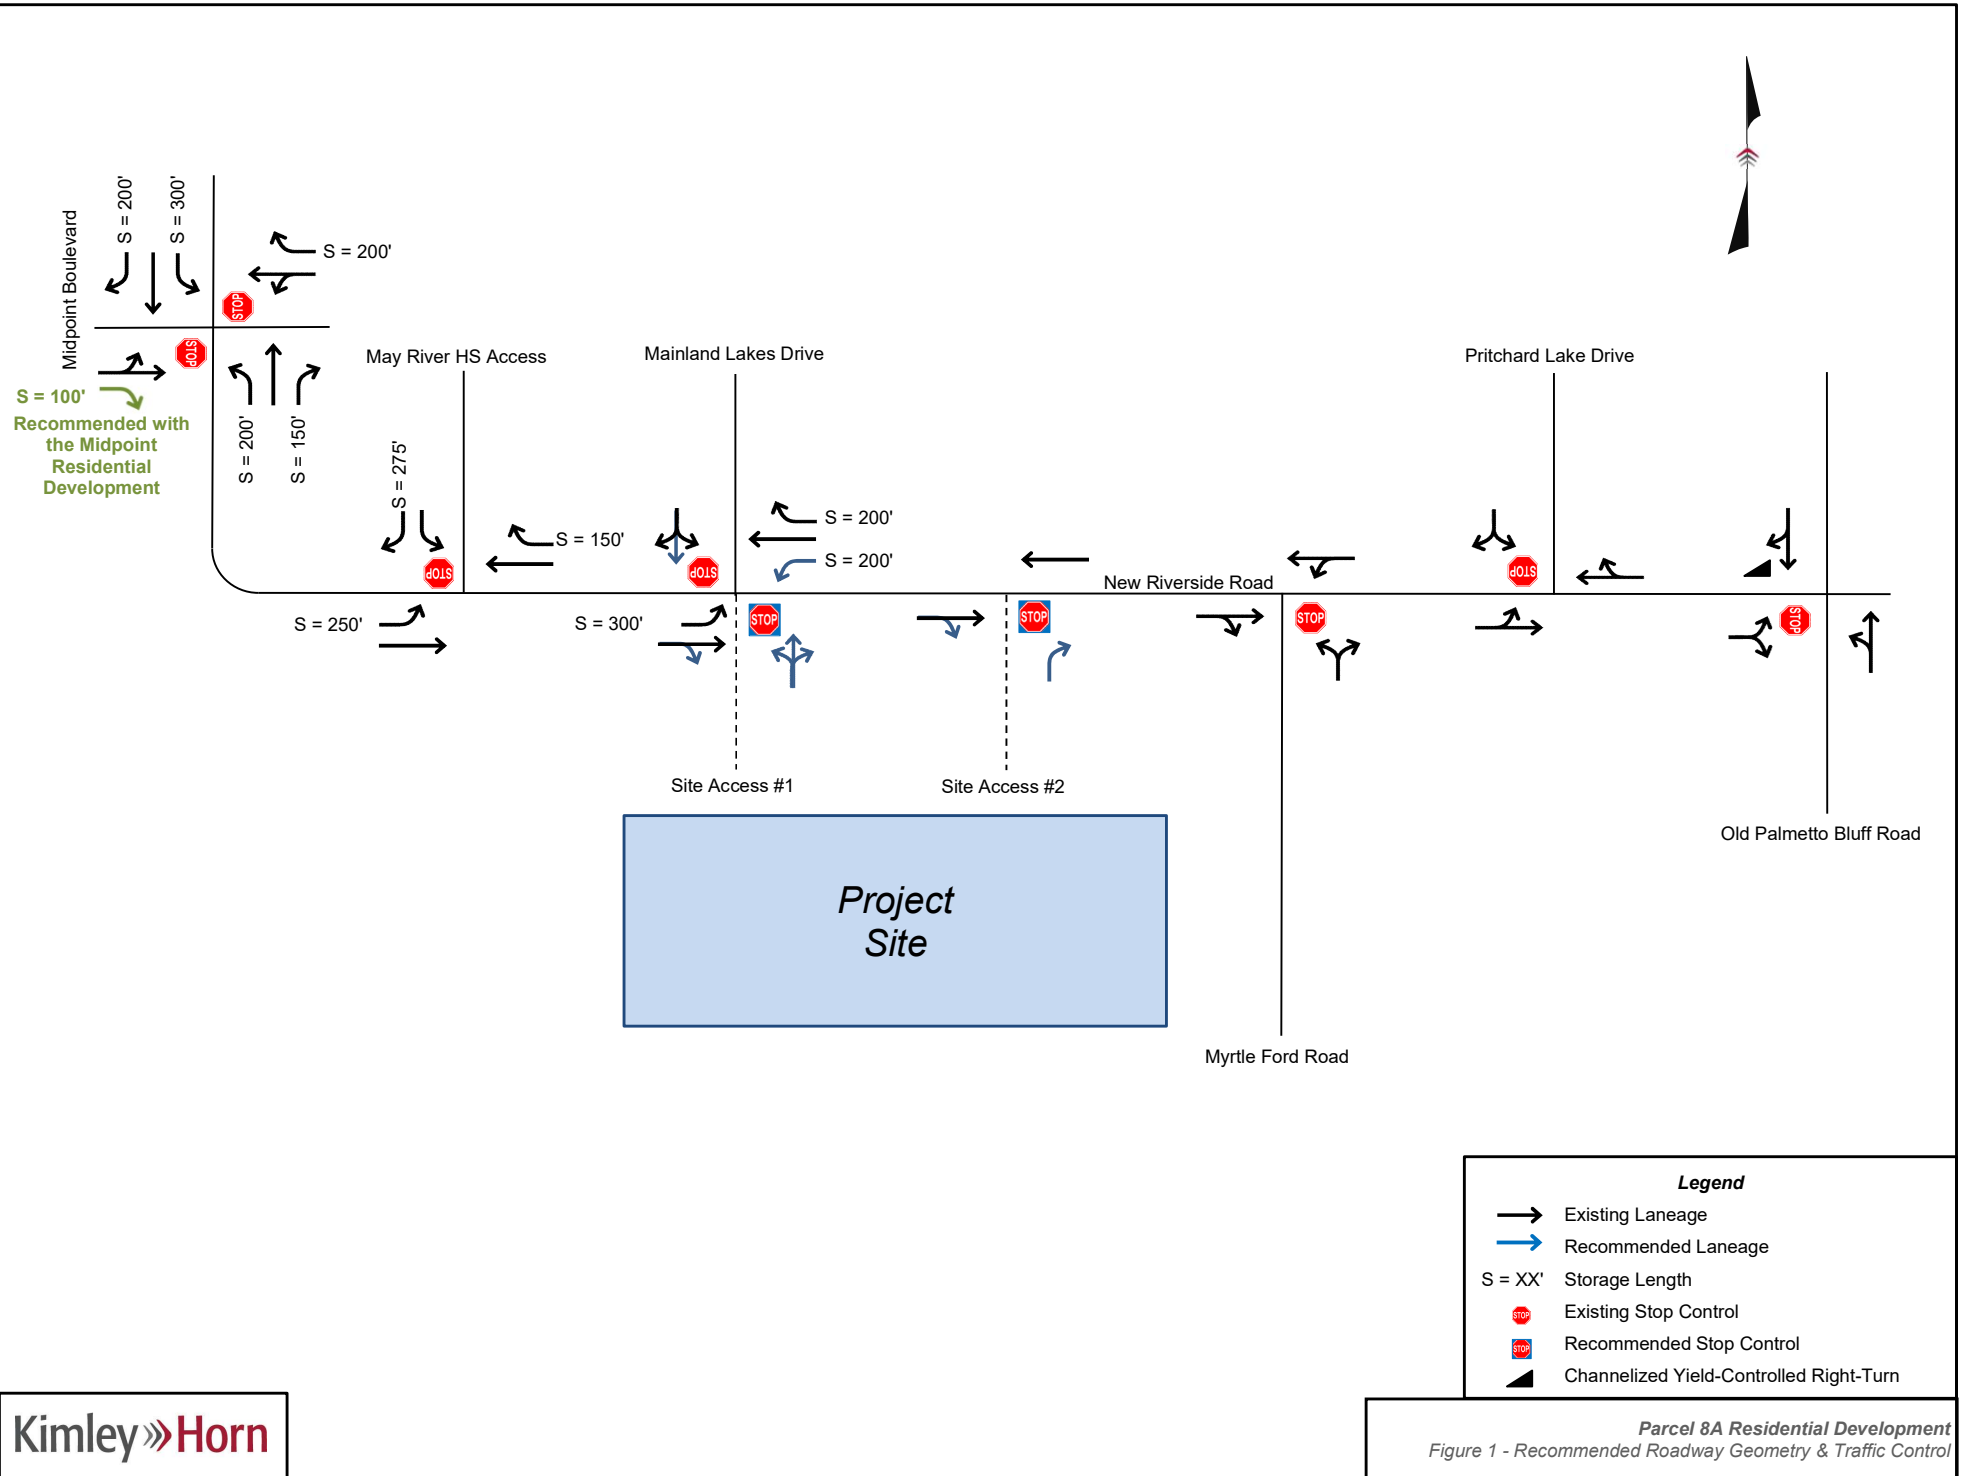 S = 200'
S = 300'
Midpoint Boulevard
S = 200'
STOP
STOP
S = 100'
Recommended with
the Midpoint
Residential
Development
S = 200'
S = 150'
May River HS Access
Mainland Lakes Drive
Pritchard Lake Drive
S = 275'
S = 150'
S = 200'
S = 200'
STOP
STOP
STOP
New Riverside Road
S = 250'
S = 300'
STOP
STOP
STOP
STOP
Site Access #1
Site Access #2
Old Palmetto Bluff Road
Project
Site
Myrtle Ford Road
Legend
Existing Laneage
Recommended Laneage
S = XX' Storage Length
STOP Existing Stop Control
STOP Recommended Stop Control
Channelized Yield-Controlled Right-Turn
Kimley Horn
Parcel 8A Residential Development
Figure 1 - Recommended Roadway Geometry & Traffic Control